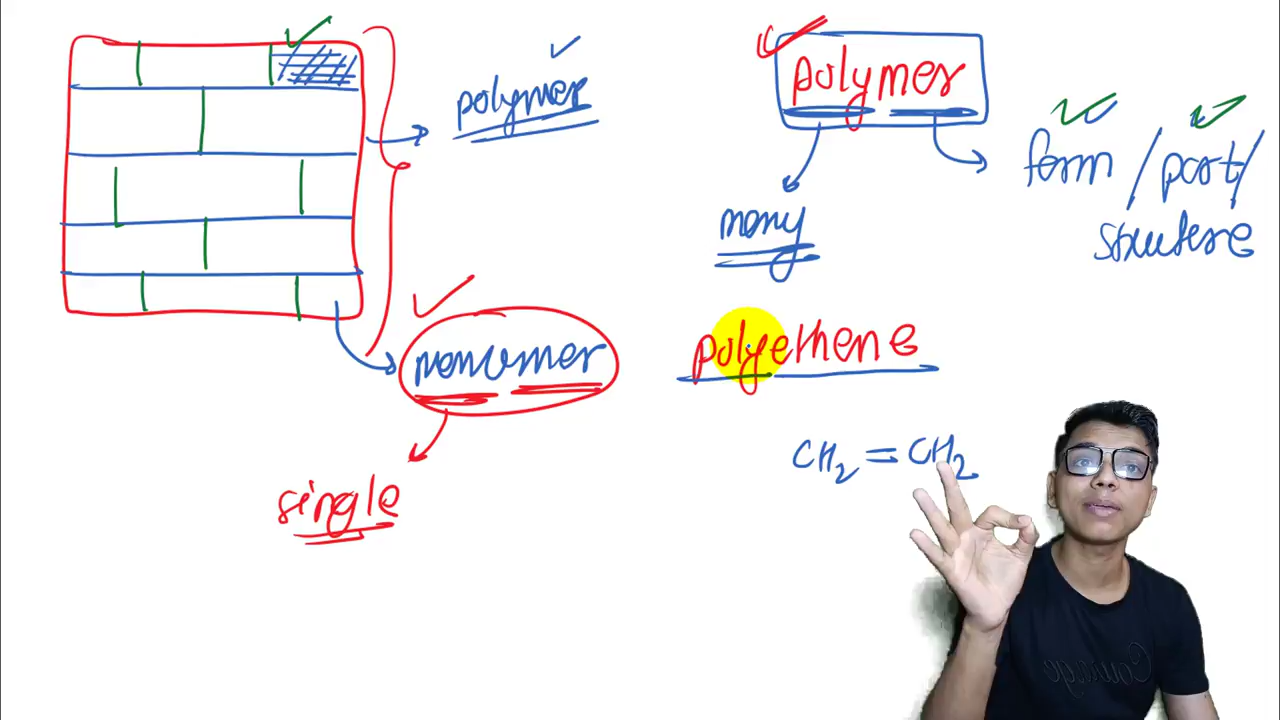 polymer
polymer
form / part /
structure
many
monomer
polyethene
CH2 = CH2
single